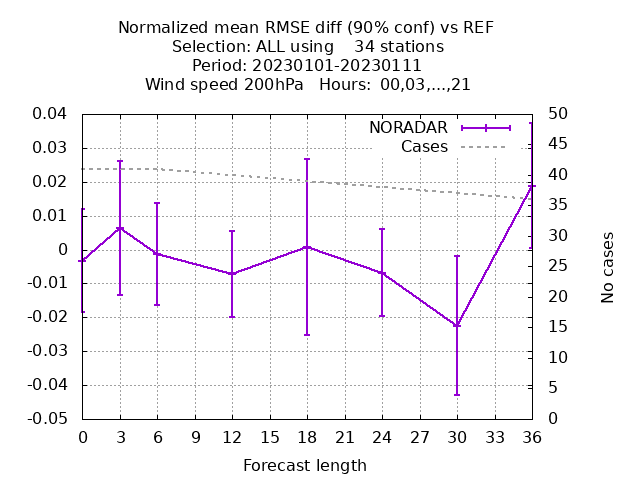 Normalized mean RMSE diff (90% conf) vs REF
Selection: ALL using    34 stations
Period: 20230101-20230111
Wind speed 200hPa   Hours:  00,03,...,21
NORADAR
Cases
0.04
0.03
0.02
0.01
0
-0.01
-0.02
-0.03
-0.04
-0.05
50
45
40
35
30
25
20
15
10
5
0
No cases
0 3 6 9 12 15 18 21 24 27 30 33 36
Forecast length